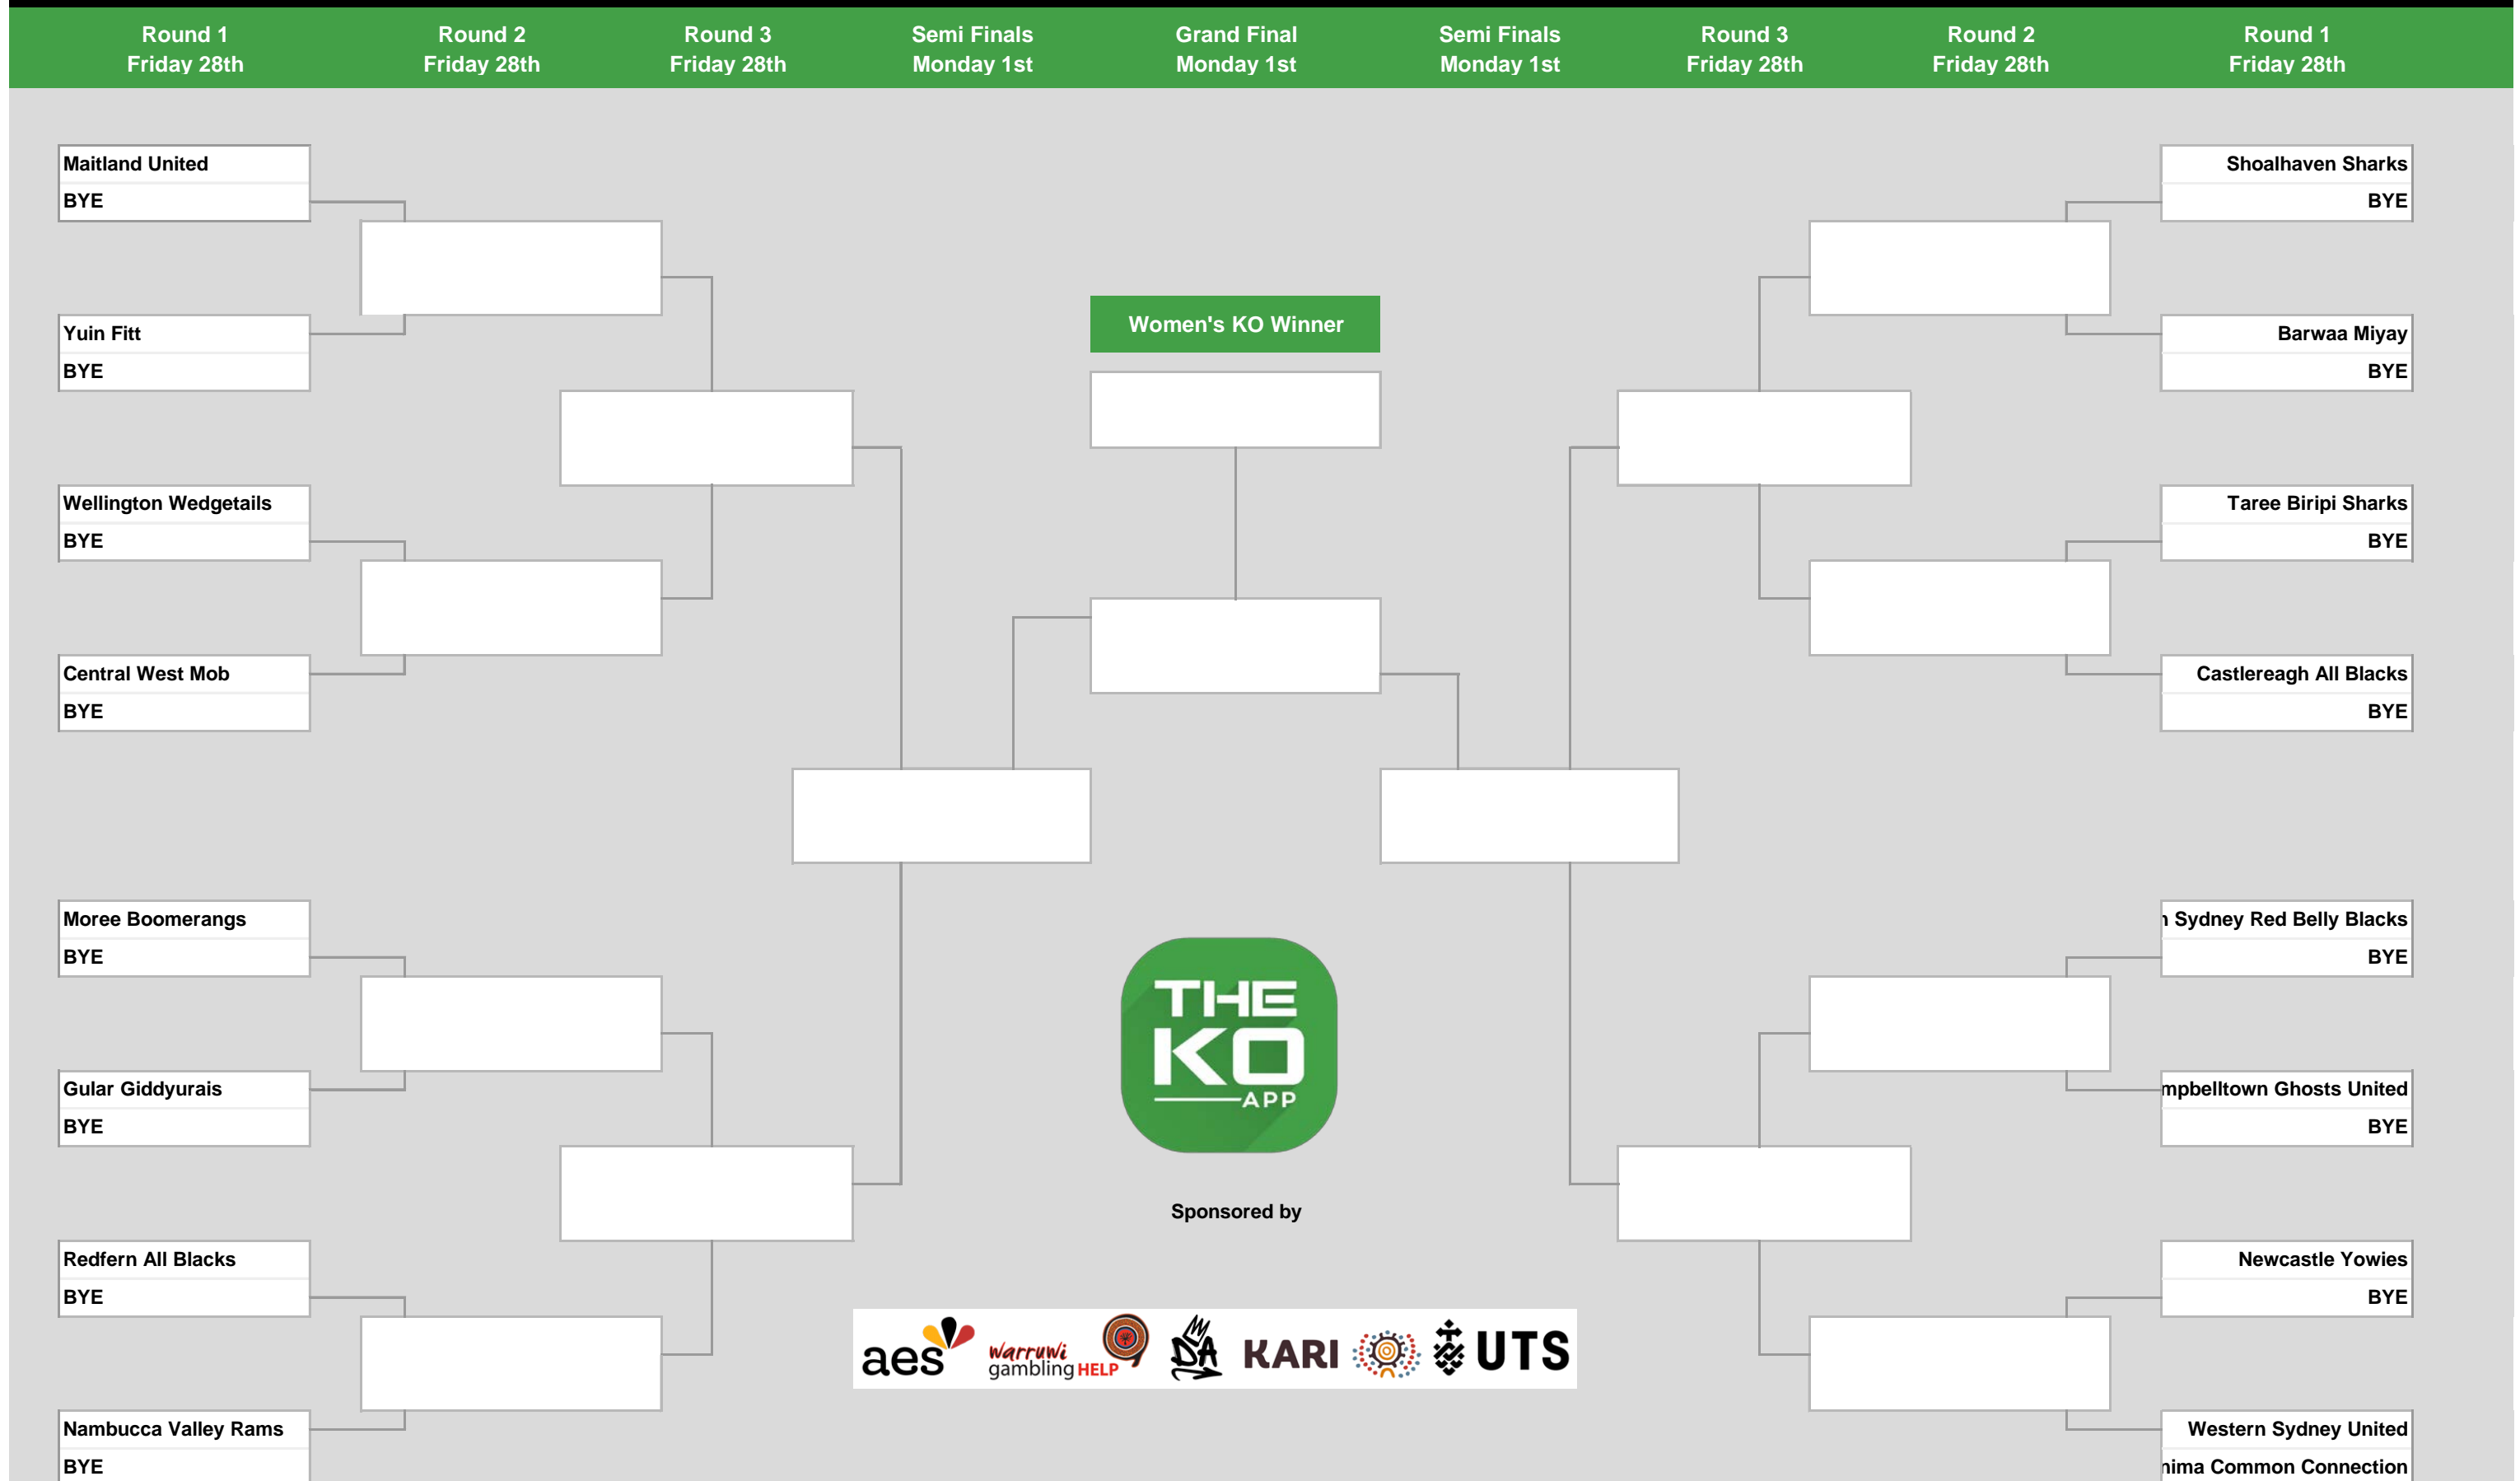 Round 1
Friday 28th
Round 2
Friday 28th
Round 3
Friday 28th
Semi Finals
Monday 1st
Grand Final
Monday 1st
Semi Finals
Monday 1st
Round 3
Friday 28th
Round 2
Friday 28th
Round 1
Friday 28th
Maitland United
BYE
Yuin Fitt
BYE
Wellington Wedgetails
BYE
Central West Mob
BYE
Moree Boomerangs
BYE
Gular Giddyurais
BYE
Redfern All Blacks
BYE
Nambucca Valley Rams
BYE
Women's KO Winner
THE
KO
APP
Sponsored by
aes
warruwi
gambling HELP
DA
KARI
UTS
Shoalhaven Sharks
BYE
Barwaa Miyay
BYE
Taree Biripi Sharks
BYE
Castlereagh All Blacks
BYE
Sydney Red Belly Blacks
BYE
Ghosts United
BYE
Newcastle Yowies
BYE
Western Sydney United
Common Connection